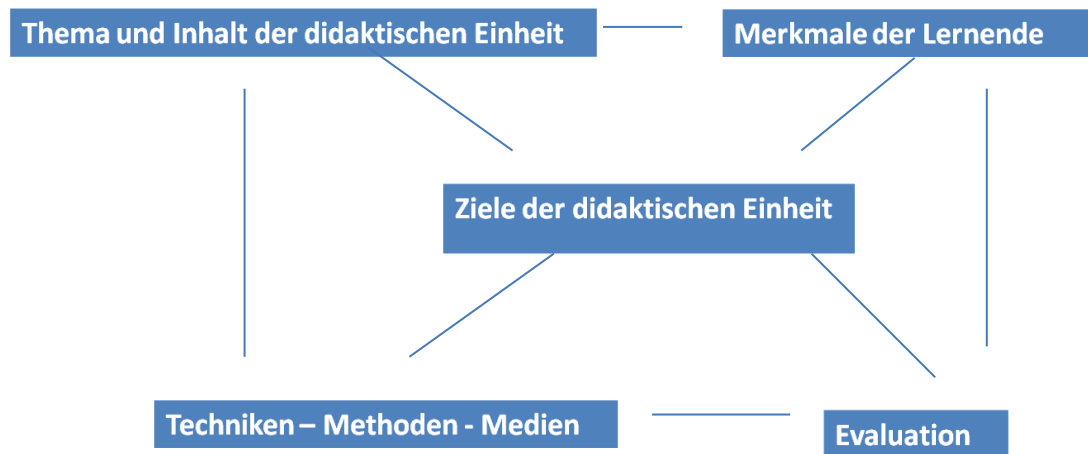 Thema und Inhalt der didaktischen Einheit
Merkmale der Lernende
Ziele der didaktischen Einheit
Techniken – Methoden - Medien
Evaluation